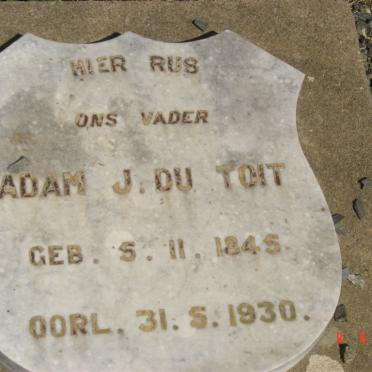 HIER RUS
ONS VADER
ADAM J. DU TOIT
GEB. 5. 11. 1845.
OORL. 31. 5. 1930.